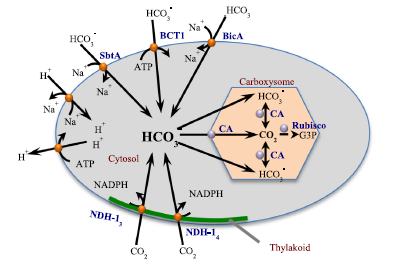 HCO3-
HCO3-
HCO3-
Na+
BCT1
BicA
Na+
SbtA
Na+
ATP
Na+
Carboxysome
H+
Na+
Na+
HCO3-
CA
H+
HCO3-
CA
CO2
Rubisco
G3P
H+
H+
CA
Cytosol
ATP
HCO3-
NADPH
NADPH
NDH-13
NDH-14
CO2
CO2
Thylakoid